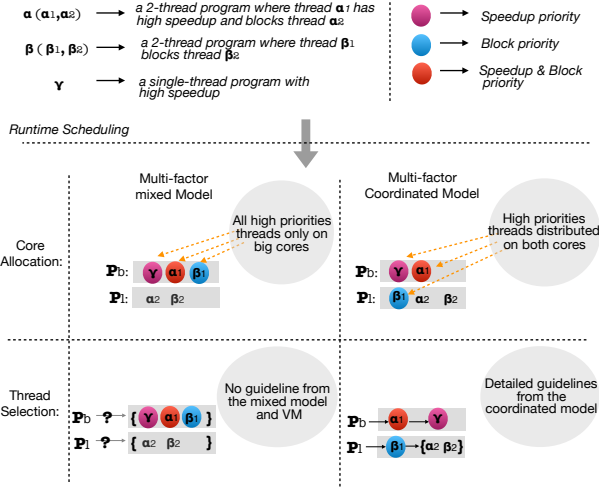 α (α1,α2) a 2-thread program where thread α1 has
high speedup and blocks thread α2
β (β1, β2) a 2-thread program where thread β1
blocks thread β2
γ a single-thread program with
high speedup
Speedup priority
Block priority
Speedup & Block
priority
Runtime Scheduling
Multi-factor
mixed Model
Multi-factor
Coordinated Model
Core
Allocation:
All high priorities
threads only on
big cores
Pb: γ α1 β1
Pl: α2 β2
High priorities
threads distributed
on both cores
Pb: γ α1
Pl: β1 α2 β2
Thread
Selection:
No guideline from
the mixed model
and VM
Pb ? { γ α1 β1 }
Pl ? { α2 β2 }
Detailed guidelines
from the
coordinated model
Pb α1 γ
Pl β1 {α2 β2}